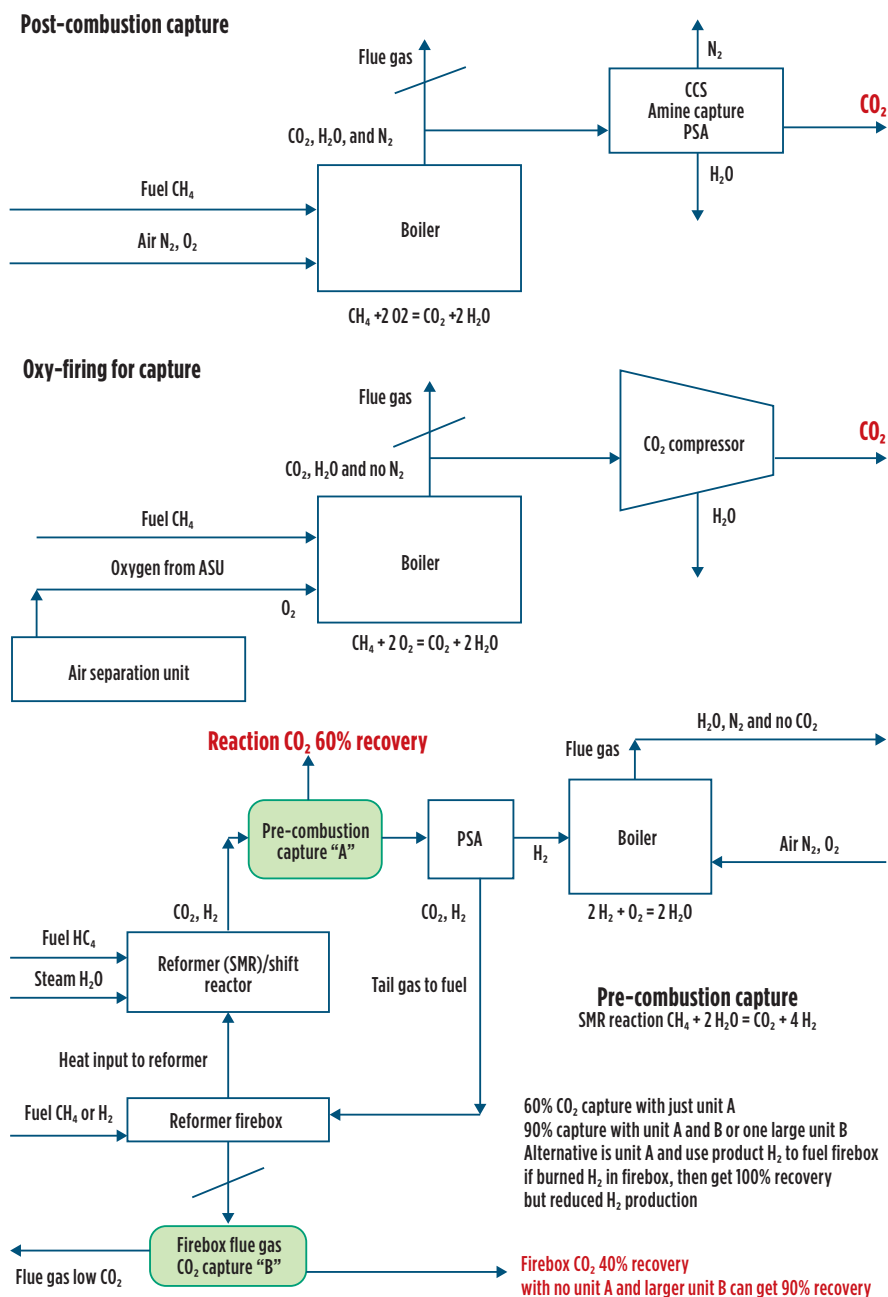 Post-combustion capture
Flue gas
N₂
CCS
Amine capture
PSA
CO₂
CO₂, H₂O, and N₂
H₂O
Fuel CH₄
Air N₂, O₂
Boiler
CH₄ +2 O2 = CO₂ +2 H₂O
Oxy-firing for capture
Flue gas
CO₂ compressor
CO₂
CO₂, H₂O and no N₂
H₂O
Fuel CH₄
Oxygen from ASU
O₂
Boiler
CH₄ + 2 O₂ = CO₂ + 2 H₂O
Air separation unit
Reaction CO₂ 60% recovery
H₂O, N₂ and no CO₂
Flue gas
Pre-combustion
capture “A”
PSA
H₂
Boiler
Air N₂, O₂
CO₂, H₂
CO₂, H₂
2 H₂ + O₂ = 2 H₂O
Fuel HC₄
Steam H₂O
Reformer (SMR)/shift
reactor
Tail gas to fuel
Pre-combustion capture
SMR reaction CH₄ + 2 H₂O = CO₂ + 4 H₂
Heat input to reformer
Fuel CH₄ or H₂
Reformer firebox
60% CO₂ capture with just unit A
90% capture with unit A and B or one large unit B
Alternative is unit A and use product H₂ to fuel firebox
if burned H₂ in firebox, then get 100% recovery
but reduced H₂ production
Firebox flue gas
CO₂ capture “B”
Flue gas low CO₂
Firebox CO₂ 40% recovery
with no unit A and larger unit B can get 90% recovery